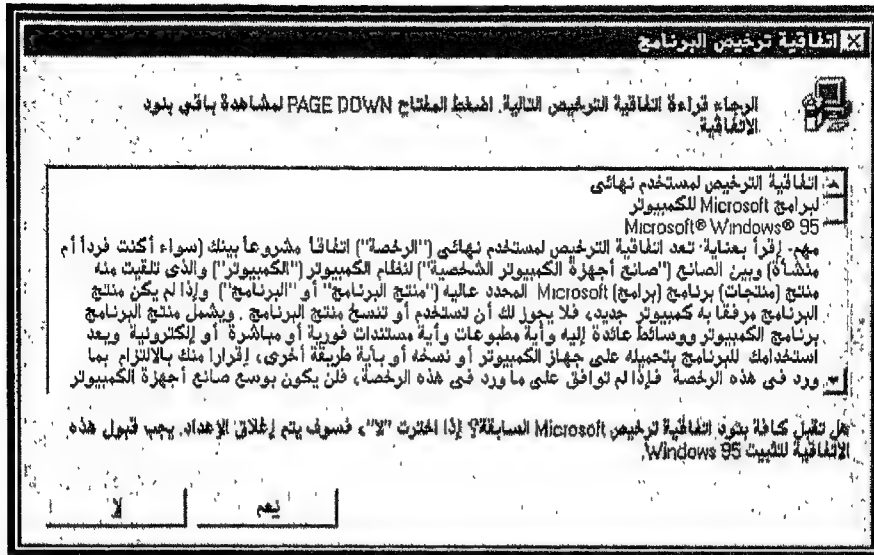 اتفاقية ترخيص البرنامج
الرجاء قراءة اتفاقية الترخيص التالية. اضغط المفتاح PAGE DOWN لمشاهدة باقي بنود
الاتفاقية.
اتفاقية الترخيص لمستخدم نهائي
لبرامج Microsoft للكمبيوتر
Microsoft® Windows® 95
مهم- إقرأ بعناية: تعد اتفاقية الترخيص لمستخدم نهائي ("الرخصة") اتفاقاً مشروعاً بينك (سواء أكنت فرداً أم
منشأة) وبين الصانع ("صانع أجهزة الكمبيوتر الشخصية") لنظام الكمبيوتر ("الكمبيوتر") والذى تلقيت منه
منتج (منتجات) برنامج (برامج) Microsoft المحدد عاليه ("منتج البرنامج" أو "البرنامج") وإذا لم يكن منتج
البرنامج مرفقاً به كمبيوتر جديد، فلا يجوز لك أن تستخدم أو تنسخ منتج البرنامج . ويشمل منتج البرنامج
برنامج الكمبيوتر ووسائط عائدة إليه وأية مطبوعات وأية مستندات فورية أو مباشرة أو إلكترونية ويعد
استخدامك للبرنامج بتحميله على جهاز الكمبيوتر أو نسخه أو بأية طريقة أخرى، إقرارا منك بالالتزام بما
ورد فى هذه الرخصة فإذا لم توافق على ما ورد فى هذه الرخصة، فلن يكون بوسع صانع أجهزة الكمبيوتر
هل تقبل كافة بنود اتفاقية ترخيص Microsoft السابقة؟ إذا اخترت "لا"، فسوف يتم إغلاق الإعداد. يجب قبول هذه
الاتفاقية لتثبيت Windows 95.
نعم
لا